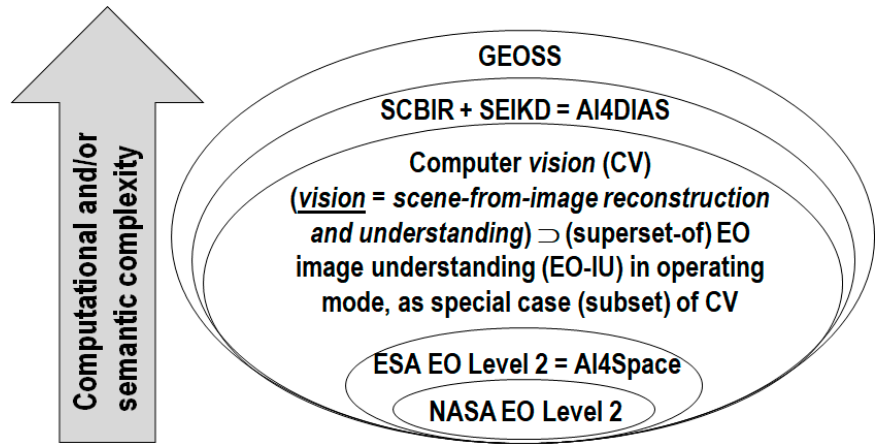 Computational and/or
semantic complexity
GEOSS
SCBIR + SEIKD = AI4DIAS
Computer vision (CV)
(vision = scene-from-image reconstruction
and understanding) ⊃ (superset-of) EO
image understanding (EO-IU) in operating
mode, as special case (subset) of CV
ESA EO Level 2 = AI4Space
NASA EO Level 2